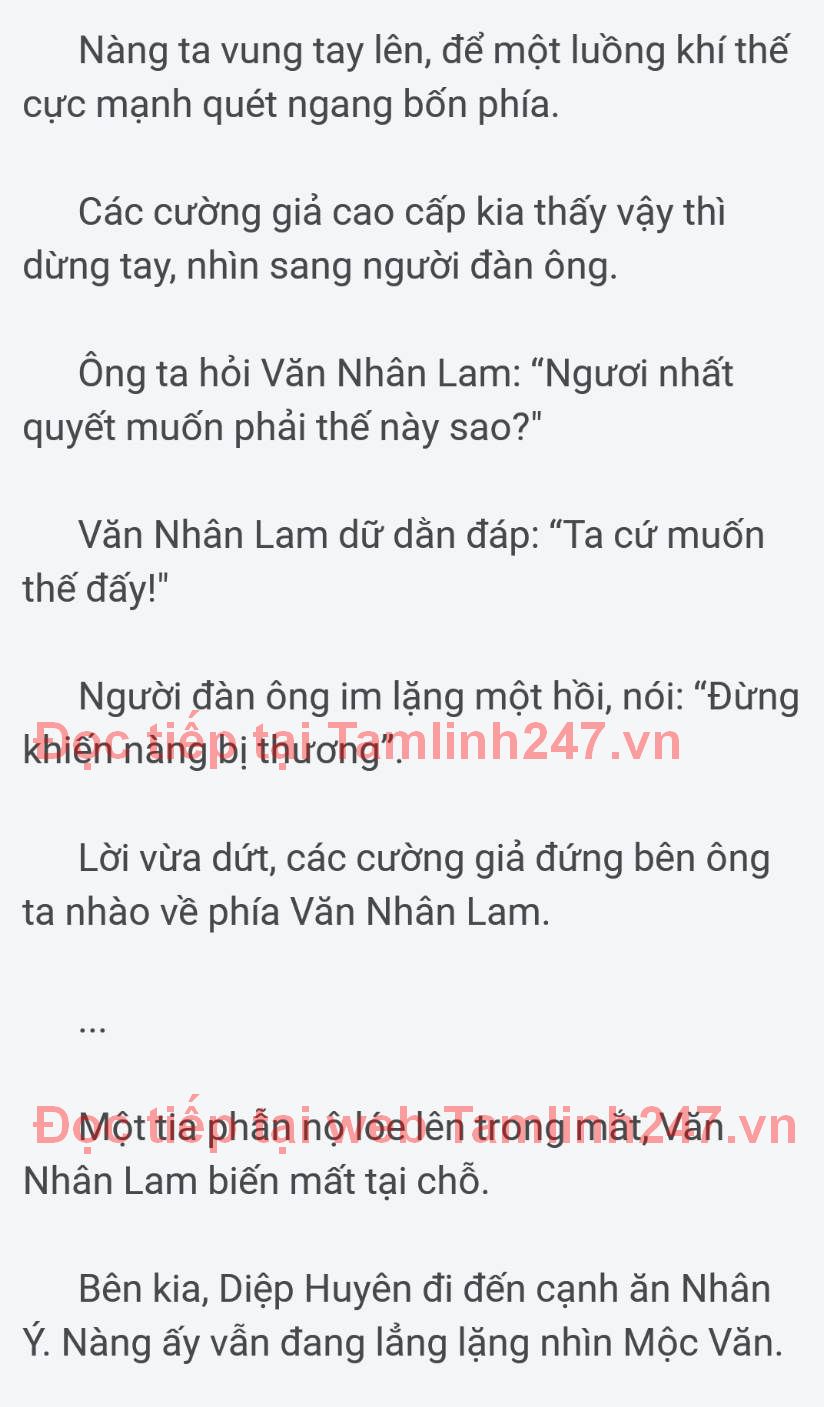 Nàng ta vung tay lên, để một luồng khí thế
cực mạnh quét ngang bốn phía.
Các cường giả cao cấp kia thấy vậy thì
dừng tay, nhìn sang người đàn ông.
Ông ta hỏi Văn Nhân Lam: “Ngươi nhất
quyết muốn phải thế này sao?"
Văn Nhân Lam dữ dằn đáp: “Ta cứ muốn
thế đấy!"
Người đàn ông im lặng một hồi, nói: “Đừng
Đọc tiếp tại Tamlinh247.vn
khiến nàng bị thương”.
Lời vừa dứt, các cường giả đứng bên ông
ta nhào về phía Văn Nhân Lam.
...
Đọc tiếp tại web Tamlinh247.vn
Một tia phẫn nộ lóe lên trong mắt, Văn
Nhân Lam biến mất tại chỗ.
Bên kia, Diệp Huyên đi đến cạnh ăn Nhân
Ý. Nàng ấy vẫn đang lẳng lặng nhìn Mộc Văn.